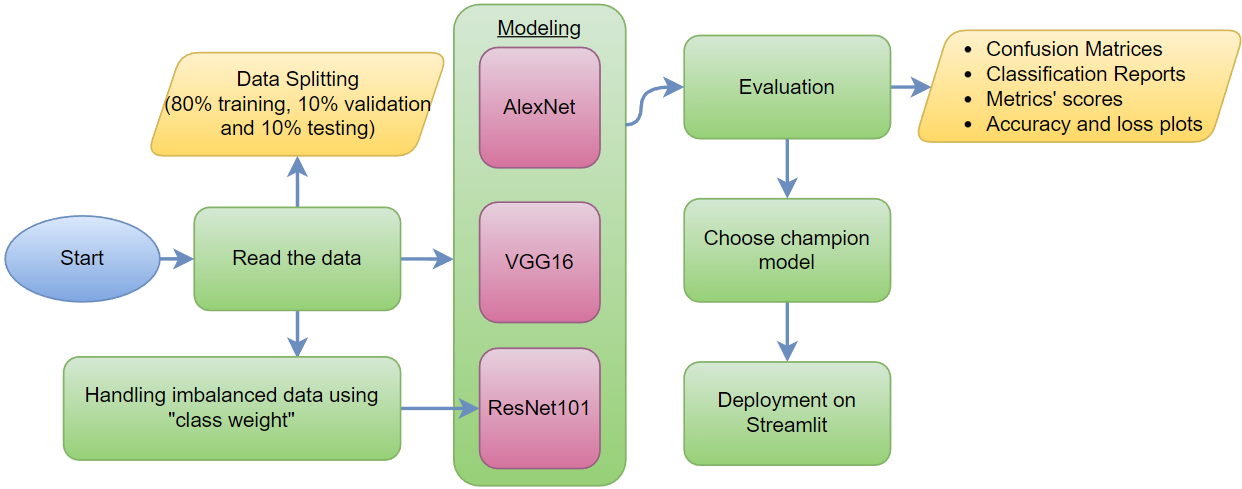 Start
Read the data
Data Splitting
(80% training, 10% validation
and 10% testing)
Handling imbalanced data using
"class weight"
Modeling
AlexNet
VGG16
ResNet101
Evaluation
• Confusion Matrices
• Classification Reports
• Metrics' scores
• Accuracy and loss plots
Choose champion
model
Deployment on
Streamlit